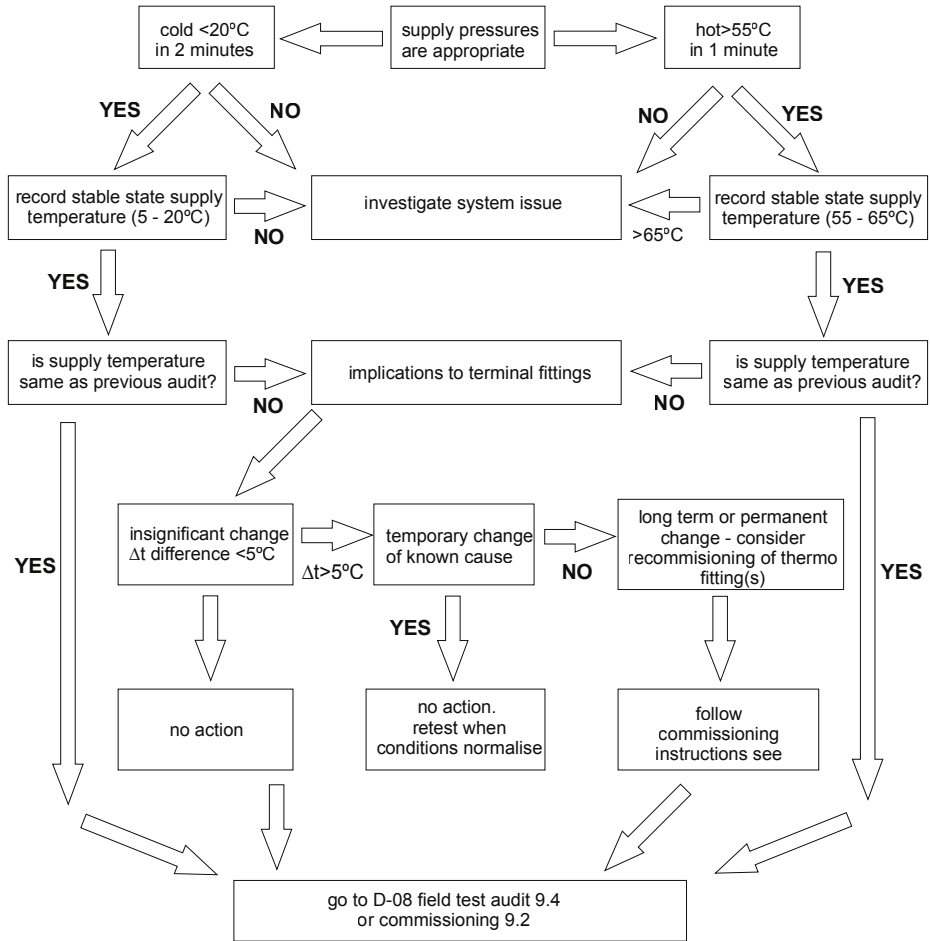 cold <20ºC
in 2 minutes
supply pressures
are appropriate
hot>55ºC
in 1 minute
YES
NO
NO
YES
record stable state supply
temperature (5 - 20ºC)
NO
investigate system issue
>65ºC
record stable state supply
temperature (55 - 65ºC)
YES
YES
is supply temperature
same as previous audit?
NO
implications to terminal fittings
NO
is supply temperature
same as previous audit?
insignificant change
Δt difference <5ºC
Δt>5ºC
temporary change
of known cause
NO
long term or permanent
change - consider
recommisioning of thermo
fitting(s)
YES
YES
YES
no action
no action.
retest when
conditions normalise
follow
commissioning
instructions see
go to D-08 field test audit 9.4
or commissioning 9.2